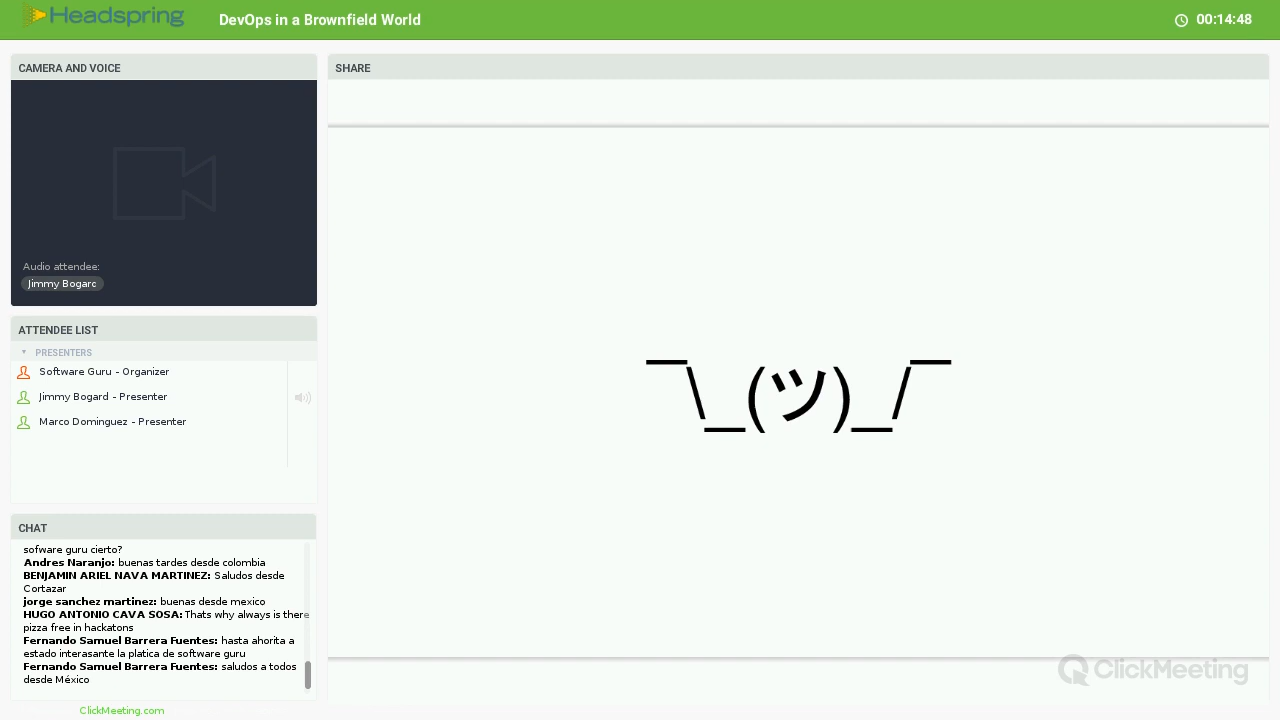 Headspring
DevOps in a Brownfield World
00:14:48
CAMERA AND VOICE
Audio attendee:
Jimmy Bogarc
ATTENDEE LIST
PRESENTERS
Software Guru - Organizer
Jimmy Bogard - Presenter
Marco Dominguez - Presenter
CHAT
sofware guru cierto?
Andres Naranjo: buenas tardes desde colombia
BENJAMIN ARIEL NAVA MARTINEZ: Saludos desde
Cortazar
jorge sanchez martinez: buenas desde mexico
HUGO ANTONIO CAVA SOSA: Thats why always is there
pizza free in hackatons
Fernando Samuel Barrera Fuentes: hasta ahorita a
estado interasante la platica de software guru
Fernando Samuel Barrera Fuentes: saludos a todos
desde México
ClickMeeting.com
SHARE
¯\_(ツ)_/¯
ClickMeeting